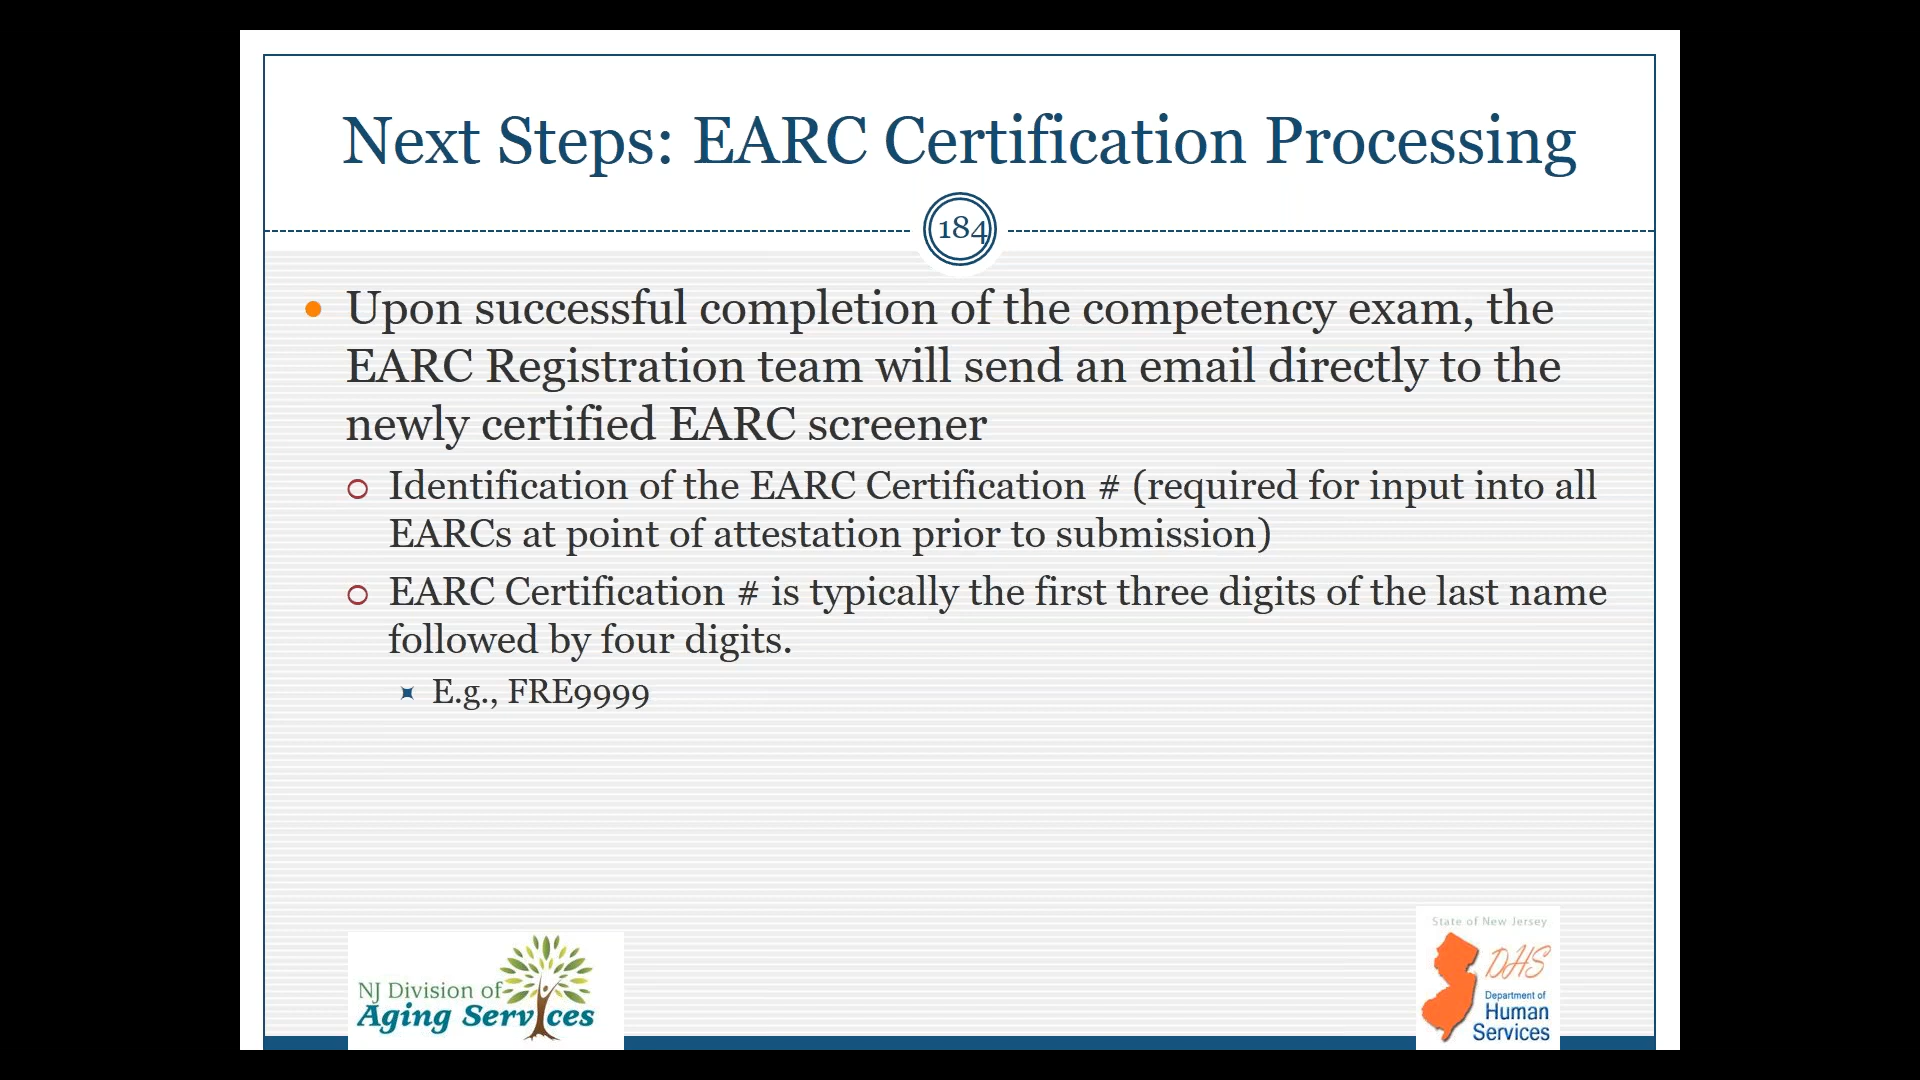 Next Steps: EARC Certification Processing
184
Upon successful completion of the competency exam, the
EARC Registration team will send an email directly to the
newly certified EARC screener
Identification of the EARC Certification # (required for input into all
EARCs at point of attestation prior to submission)
EARC Certification # is typically the first three digits of the last name
followed by four digits.
E.g., FRE9999
NJ Division of
Aging Services
State of New Jersey
DHS
Department of
Human
Services